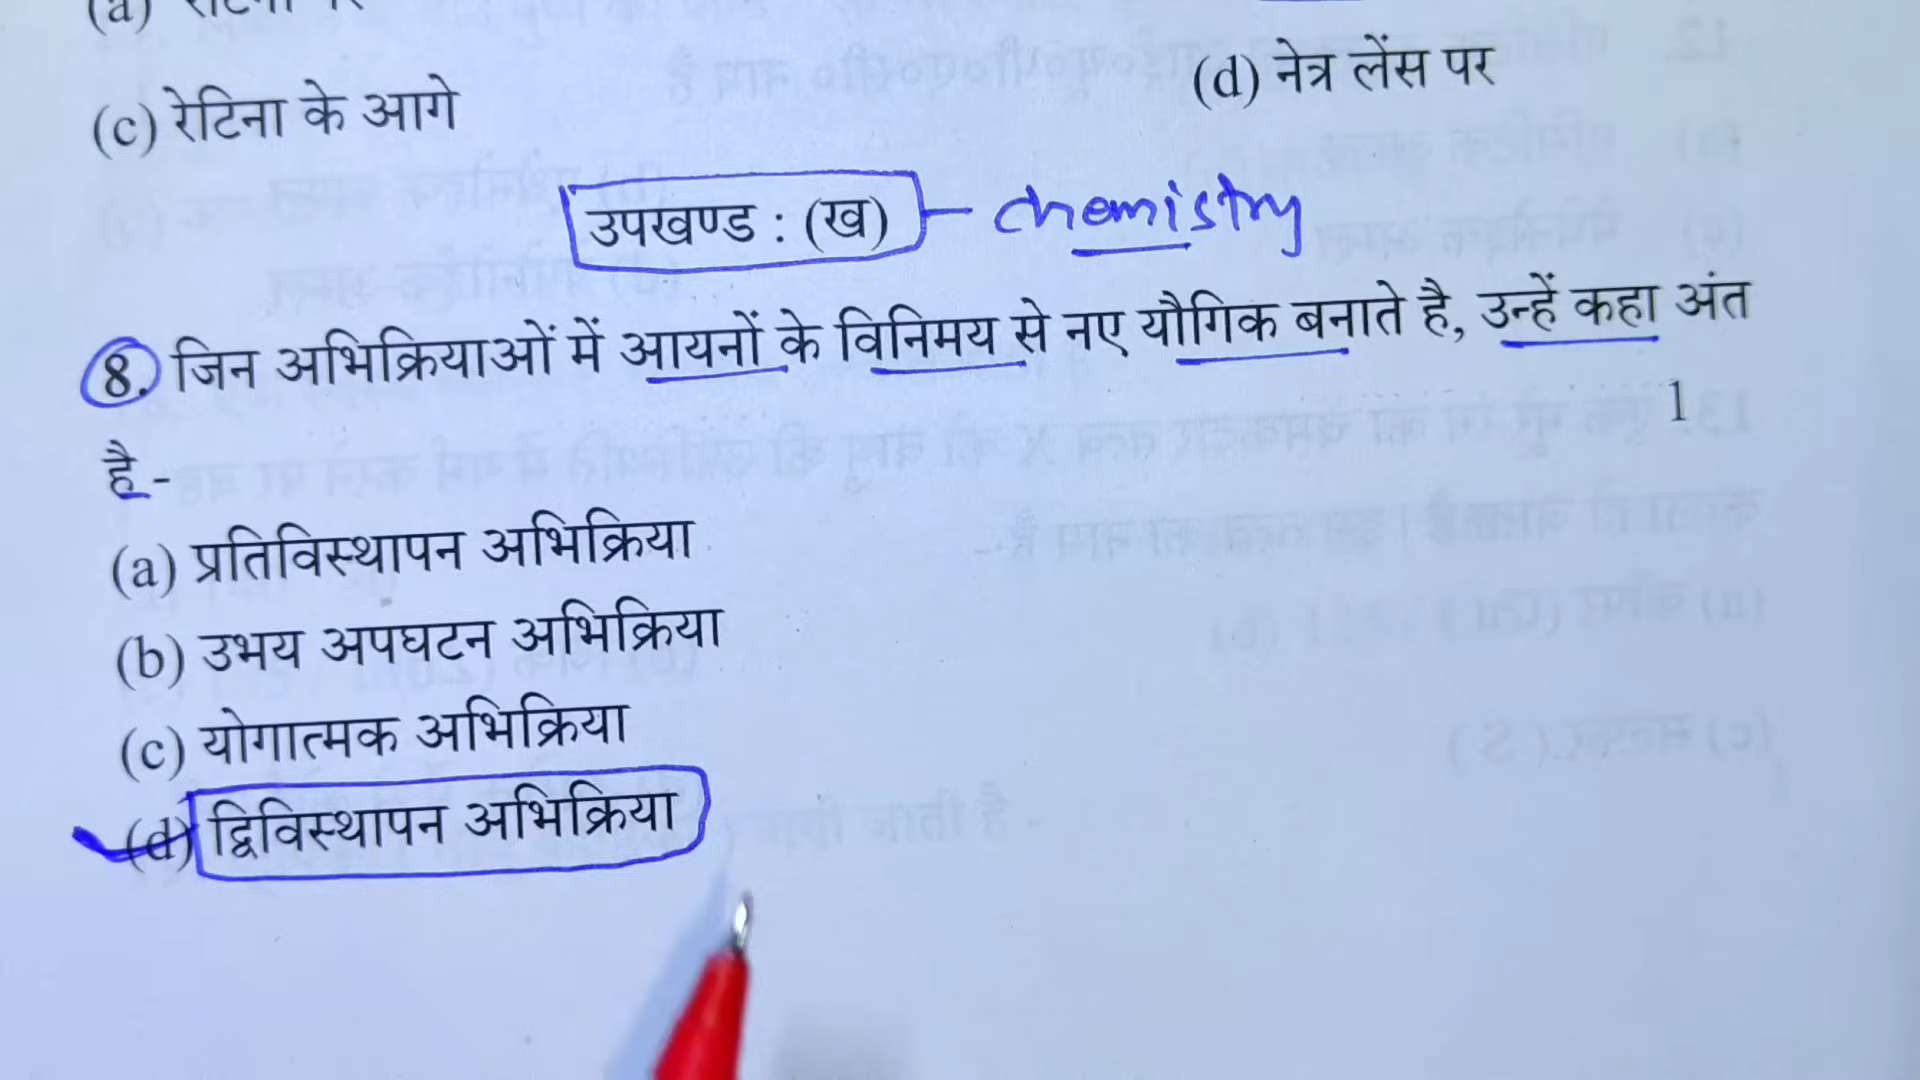 (a)
(c) रेटिना के आगे
(d) नेत्र लेंस पर
उपखण्ड : (ख) - Chemistry
8. जिन अभिक्रियाओं में आयनों के विनिमय से नए यौगिक बनाते है, उन्हें कहा अंत
1
है -
(a) प्रतिविस्थापन अभिक्रिया
(b) उभय अपघटन अभिक्रिया
(c) योगात्मक अभिक्रिया
(d) द्विविस्थापन अभिक्रिया